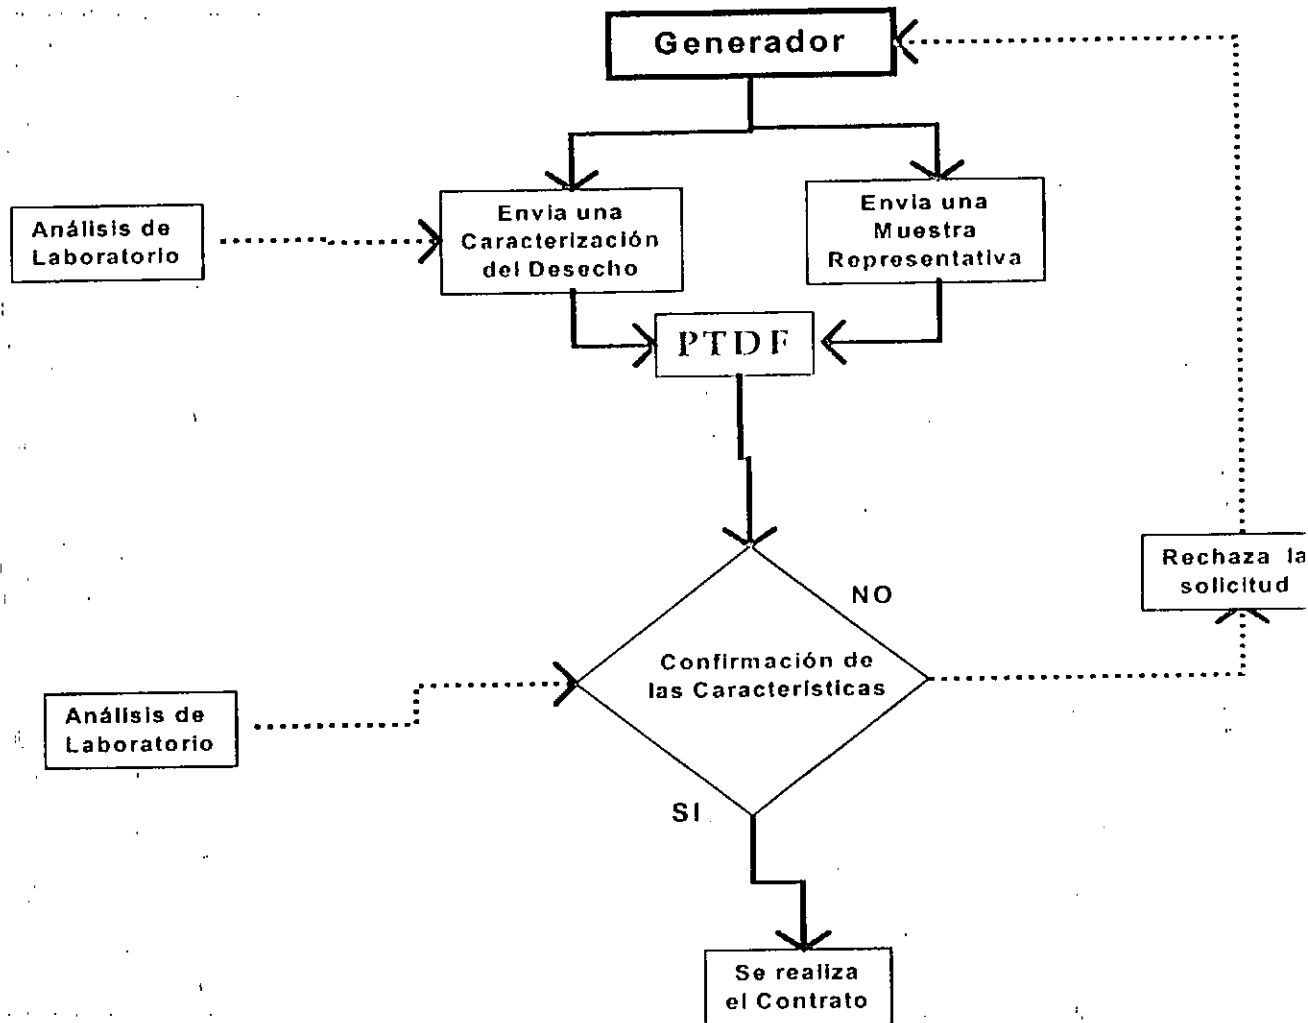 Generador
Envia una
Caracterización
del Desecho
Envia una
Muestra
Representativa
Análisis de
Laboratorio
PTDF
NO
Rechaza la
solicitud
Confirmación de
las Características
Análisis de
Laboratorio
SI
Se realiza
el Contrato